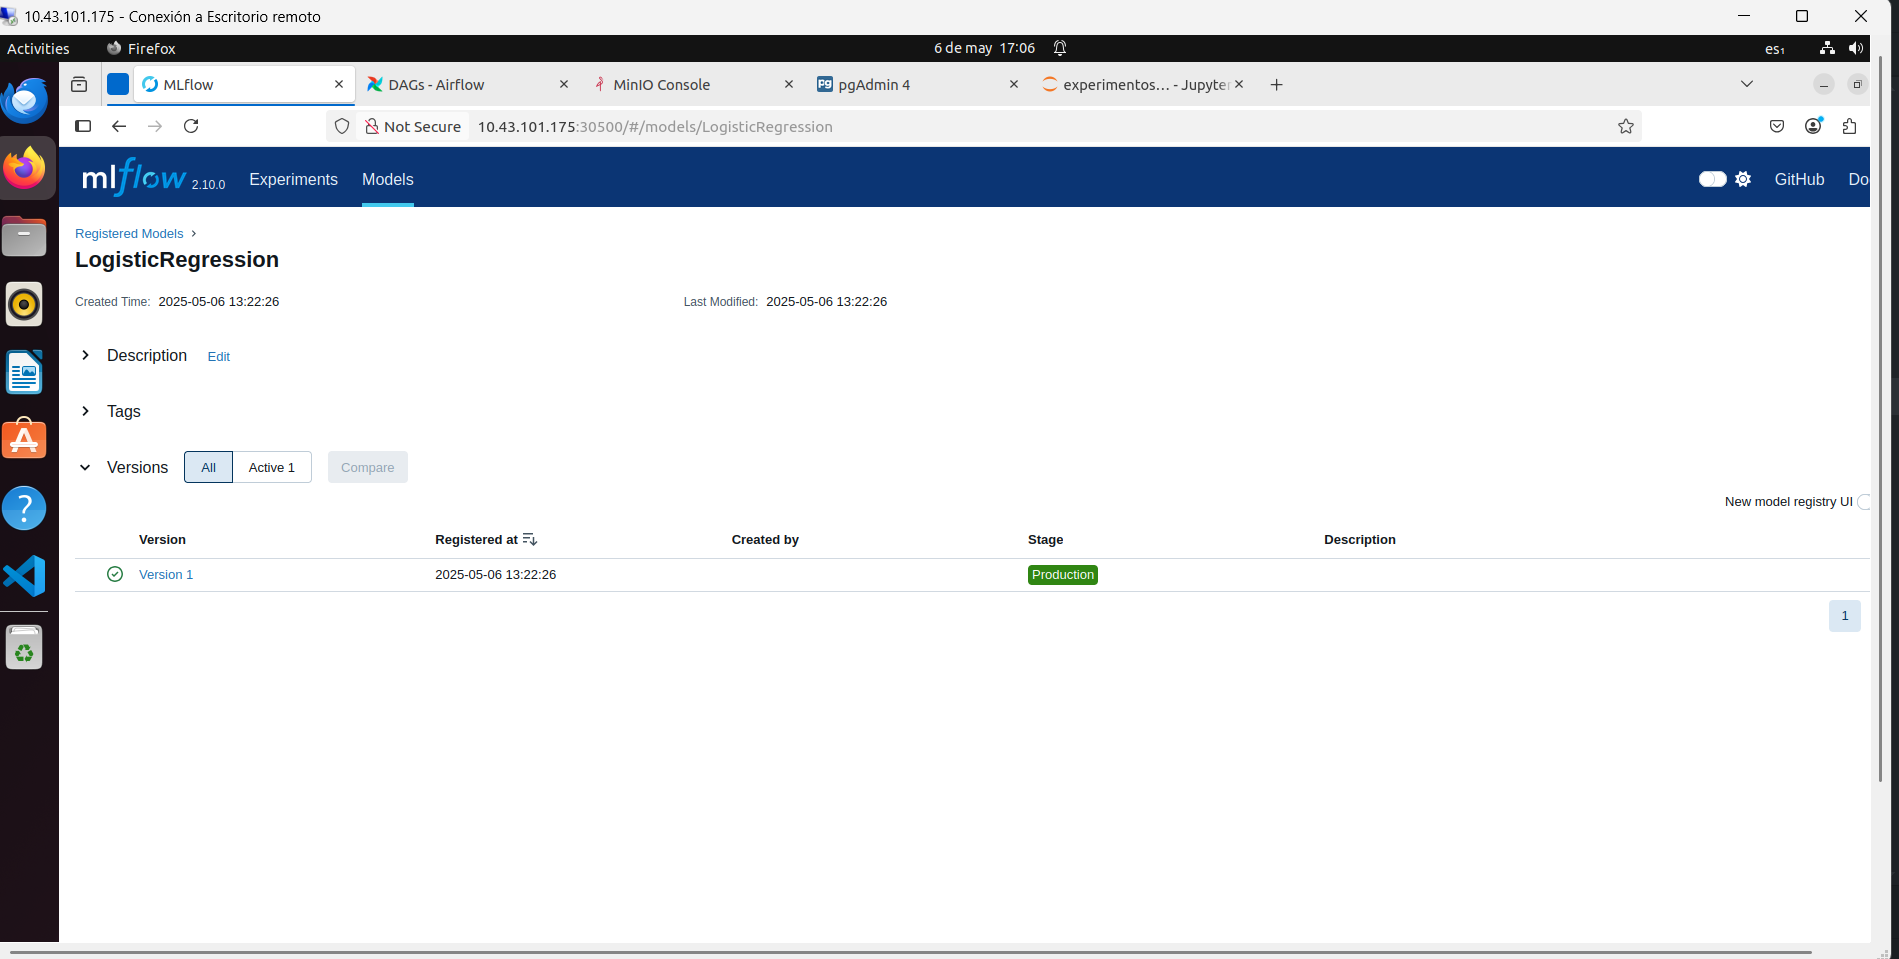 10.43.101.175 - Conexión a Escritorio remoto
Activities Firefox 6 de may 17:06 es₁
MLflow DAGs - Airflow MinIO Console pgAdmin 4 experimentos… - Jupyter
Not Secure 10.43.101.175:30500/#/models/LogisticRegression
mlflow 2.10.0 Experiments Models GitHub Do
Registered Models ›
LogisticRegression
Created Time: 2025-05-06 13:22:26 Last Modified: 2025-05-06 13:22:26
Description Edit
Tags
Versions All Active 1 Compare
New model registry UI
Version Registered at Created by Stage Description
Version 1 2025-05-06 13:22:26 Production
1